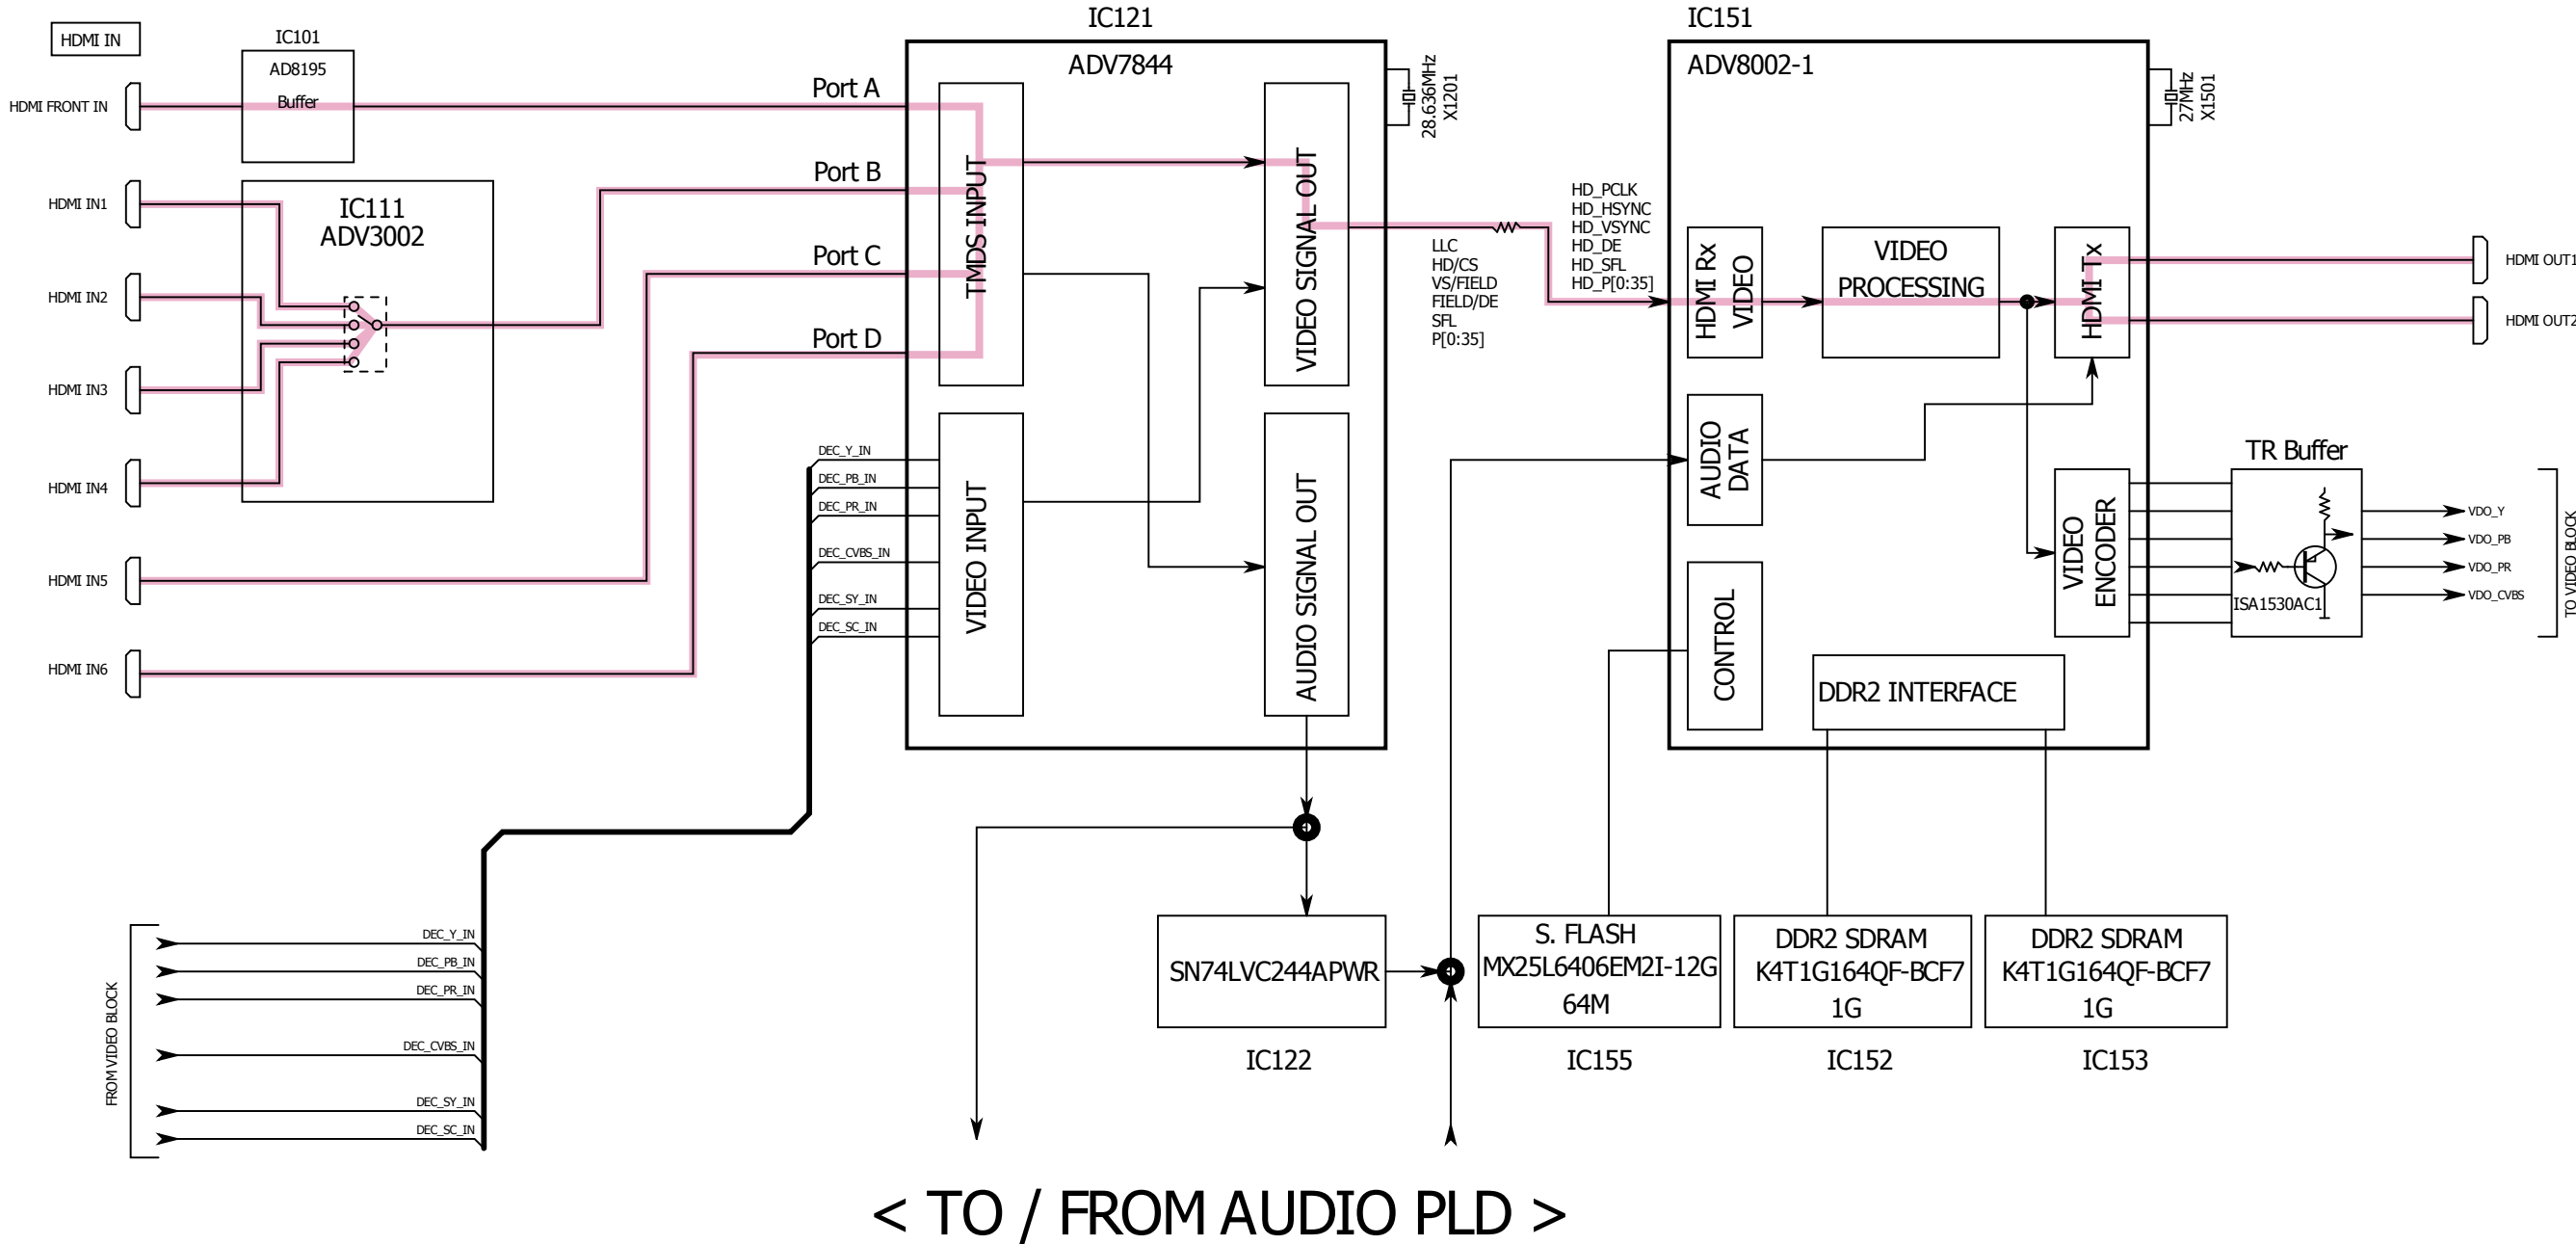 HDMI IN
IC101
AD8195
Buffer
HDMI FRONT IN
HDMI IN1
HDMI IN2
HDMI IN3
HDMI IN4
HDMI IN5
HDMI IN6
IC111
ADV3002
Port A
Port B
Port C
Port D
IC121
ADV7844
TMDS INPUT
VIDEO SIGNAL OUT
VIDEO INPUT
AUDIO SIGNAL OUT
28.636MHz
X1201
DEC_Y_IN
DEC_PB_IN
DEC_PR_IN
DEC_CVBS_IN
DEC_SY_IN
DEC_SC_IN
LLC
HD/CS
VS/FIELD
FIELD/DE
SFL
P[0:35]
HD_PCLK
HD_HSYNC
HD_VSYNC
HD_DE
HD_SFL
HD_P[0:35]
IC151
ADV8002-1
HDMI Rx
VIDEO
VIDEO
PROCESSING
HDMI Tx
AUDIO
DATA
CONTROL
VIDEO
ENCODER
DDR2 INTERFACE
27MHz
X1501
HDMI OUT1
HDMI OUT2
TR Buffer
ISA1530AC1
VDO_Y
VDO_PB
VDO_PR
VDO_CVBS
TO VIDEO BLOCK
FROM VIDEO BLOCK
DEC_Y_IN
DEC_PB_IN
DEC_PR_IN
DEC_CVBS_IN
DEC_SY_IN
DEC_SC_IN
SN74LVC244APWR
IC122
S. FLASH
MX25L6406EM2I-12G
64M
IC155
DDR2 SDRAM
K4T1G164QF-BCF7
1G
IC152
DDR2 SDRAM
K4T1G164QF-BCF7
1G
IC153
< TO / FROM AUDIO PLD >